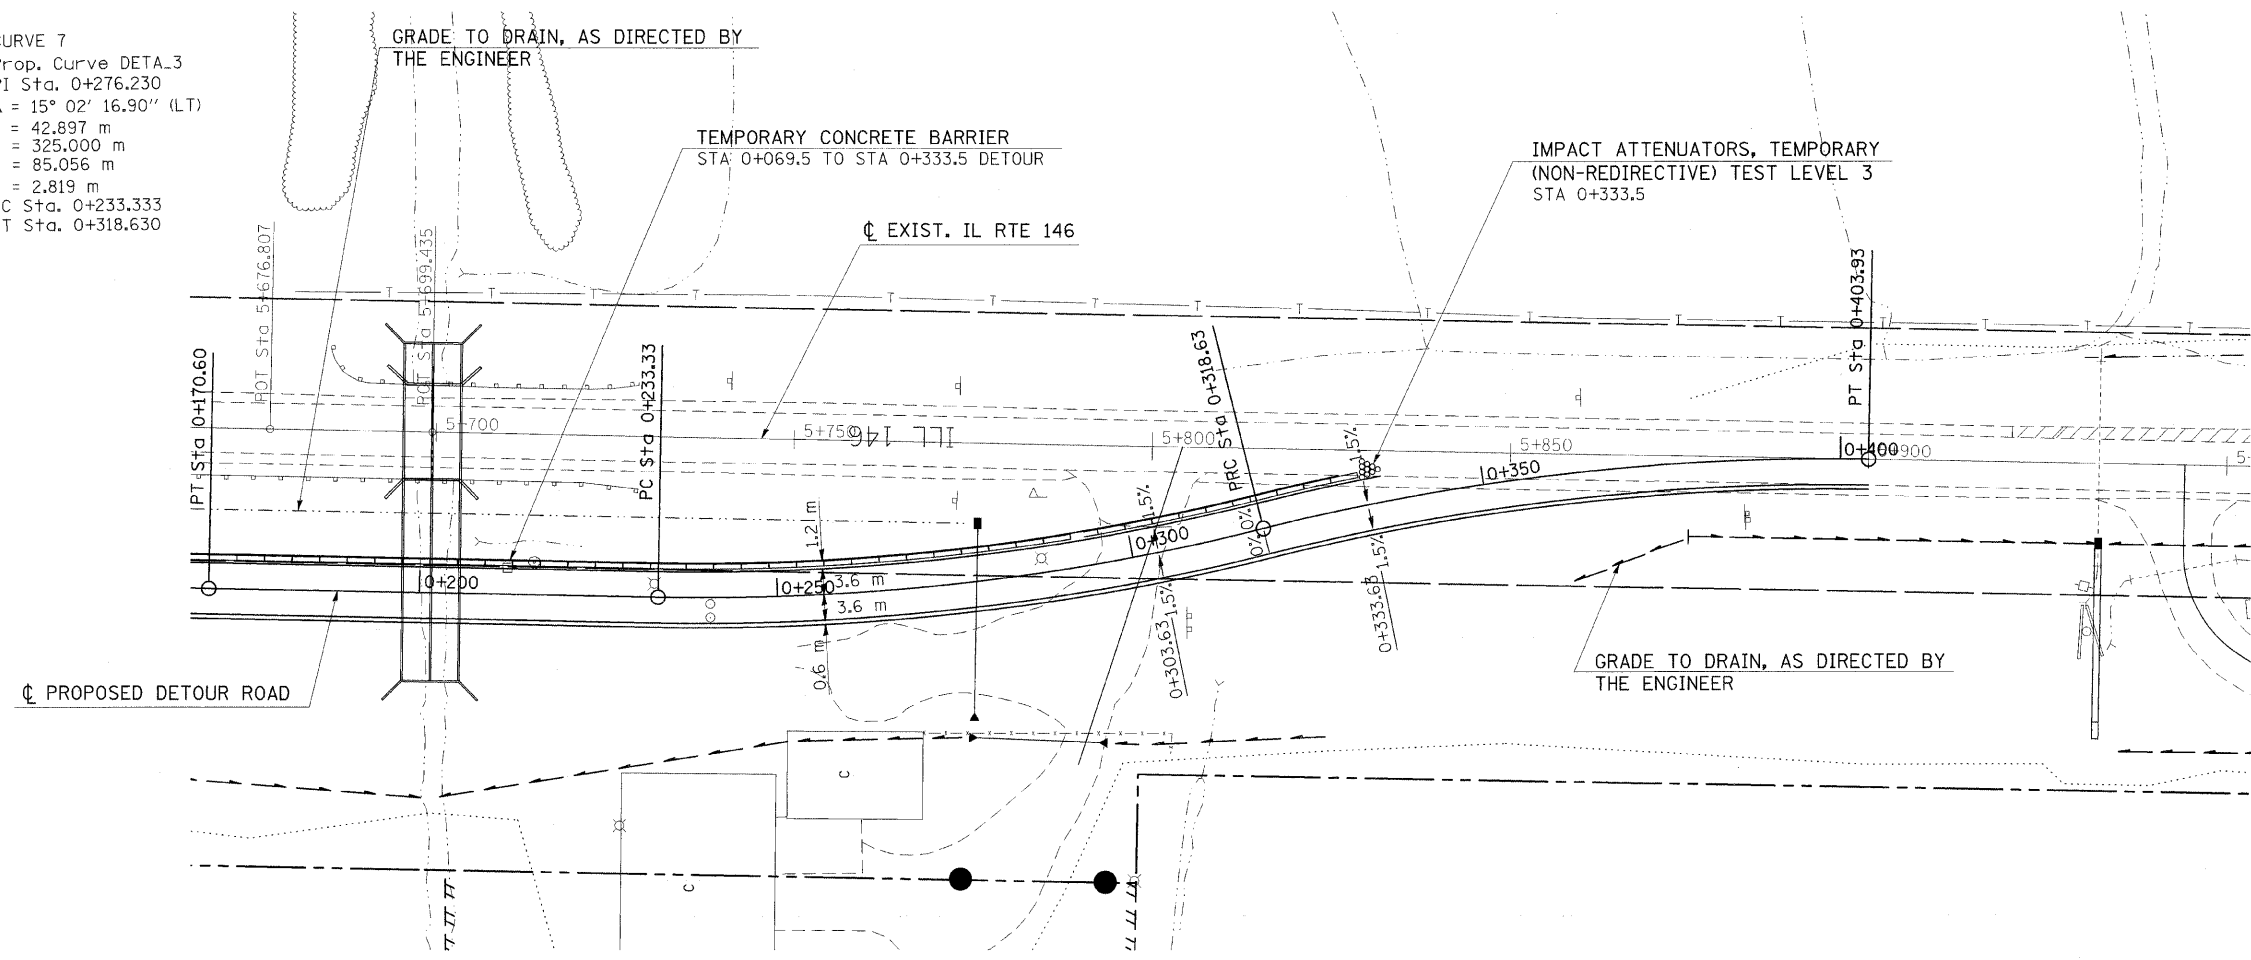 CURVE 7
Prop. Curve DETA_3
PI Sta. 0+276.230
= 15° 02' 16.90" (LT)
= 42.897 m
= 325.000 m
= 85.056 m
= 2.819 m
C Sta. 0+233.333
T Sta. 0+318.630
GRADE TO DRAIN, AS DIRECTED BY
THE ENGINEER
TEMPORARY CONCRETE BARRIER
STA 0+069.5 TO STA 0+333.5 DETOUR
IMPACT ATTENUATORS, TEMPORARY
(NON-REDIRECTIVE) TEST LEVEL 3
STA 0+333.5
℄ EXIST. IL RTE 146
POT Sta 5+676.807
POT Sta 5+699.435
PT Sta 0+170.60
PC Sta 0+233.33
PRC Sta 0+318.63
PT Sta 0+403.93
T T T T T T T T T T T T T T T T T
5+700
5+750
ILL 146
5+800
5+850
0+400
900
5+
0+200
0+250
0+300
0+350
1.2 m
3.6 m
3.6 m
0.6 m
1.5%
1.5%
0%
0%
1.5%
1.5%
0+303.63
0+333.63
℄ PROPOSED DETOUR ROAD
GRADE TO DRAIN, AS DIRECTED BY
THE ENGINEER
C
C